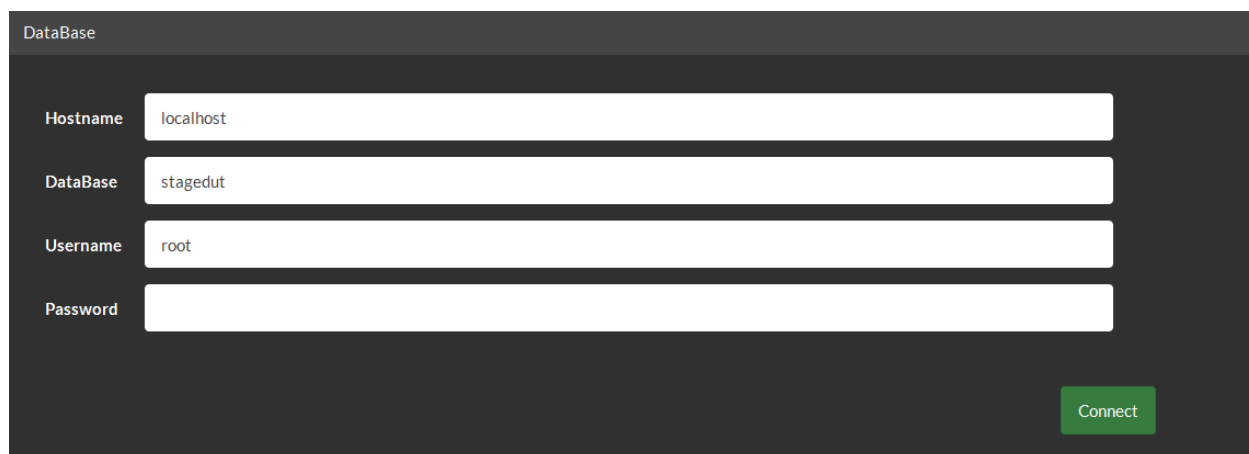 DataBase
Hostname localhost
DataBase stagedut
Username root
Password
Connect